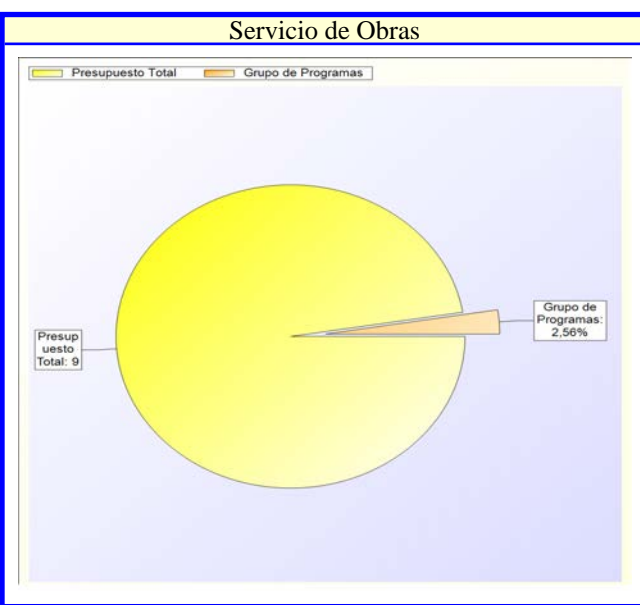 Servicio de Obras
Presupuesto Total
Grupo de Programas
Grupo de
Programas:
2,56%
Presup
uesto
Total: 9